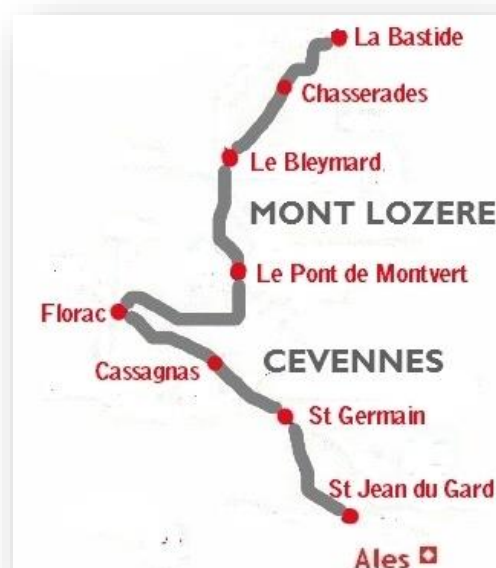 La Bastide
Chasserades
Le Bleymard
MONT LOZERE
Le Pont de Montvert
Florac
CEVENNES
Cassagnas
St Germain
St Jean du Gard
Ales